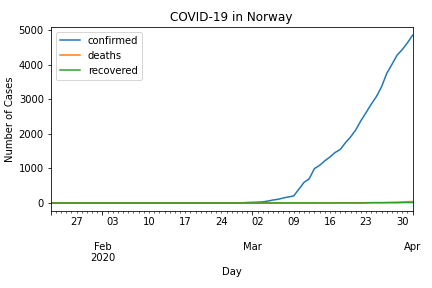 COVID-19 in Norway
confirmed
deaths
recovered
Number of Cases
5000
4000
3000
2000
1000
0
27 03 10 17 24 02 09 16 23 30
Feb Mar Apr
2020
Day